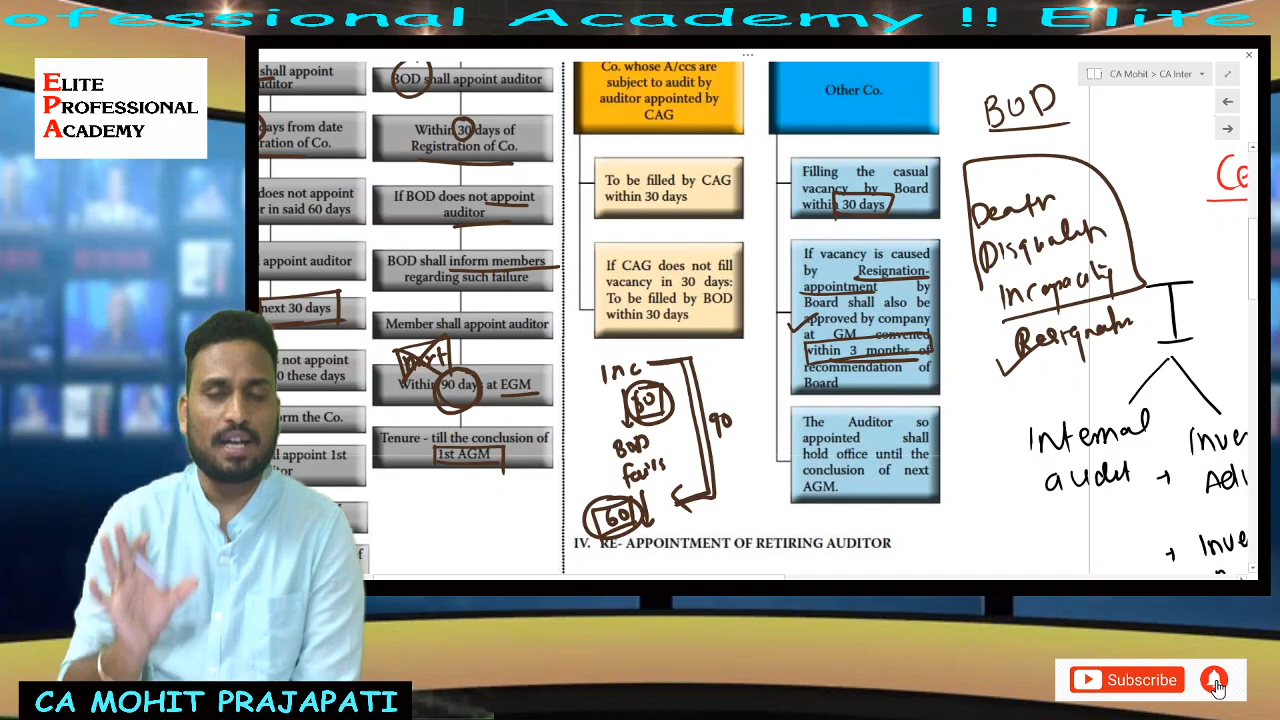 ofessional Academy !! Elite
ELITE
PROFESSIONAL
ACADEMY
shall appoint
ditor
days from date
ration of Co.
does not appoint
r in said 60 days
appoint auditor
next 30 days
s not appoint
0 these days
orm the Co.
ll appoint 1st
itor
of
BOD shall appoint auditor
Within 30 days of
Registration of Co.
If BOD does not appoint
auditor
BOD shall inform members
regarding such failure
Member shall appoint auditor
Within 90 days at EGM
Tenure - till the conclusion of
1st AGM
Co. whose A/ccs are
subject to audit by
auditor appointed by
CAG
To be filled by CAG
within 30 days
If CAG does not fill
vacancy in 30 days:
To be filled by BOD
within 30 days
Inc
BOD
fails
60
90
Other Co.
Filling the casual
vacancy by Board
within 30 days
If vacancy is caused
by Resignation-
appointment by
Board shall also be
approved by company
at GM convened
within 3 months of
recommendation of
Board
The Auditor so
appointed shall
hold office until the
conclusion of next
AGM.
IV. RE- APPOINTMENT OF RETIRING AUDITOR
CA Mohit > CA Inter
BOD
Death
Incapacity
I
Internal
audit
+
+
CA MOHIT PRAJAPATI
Subscribe